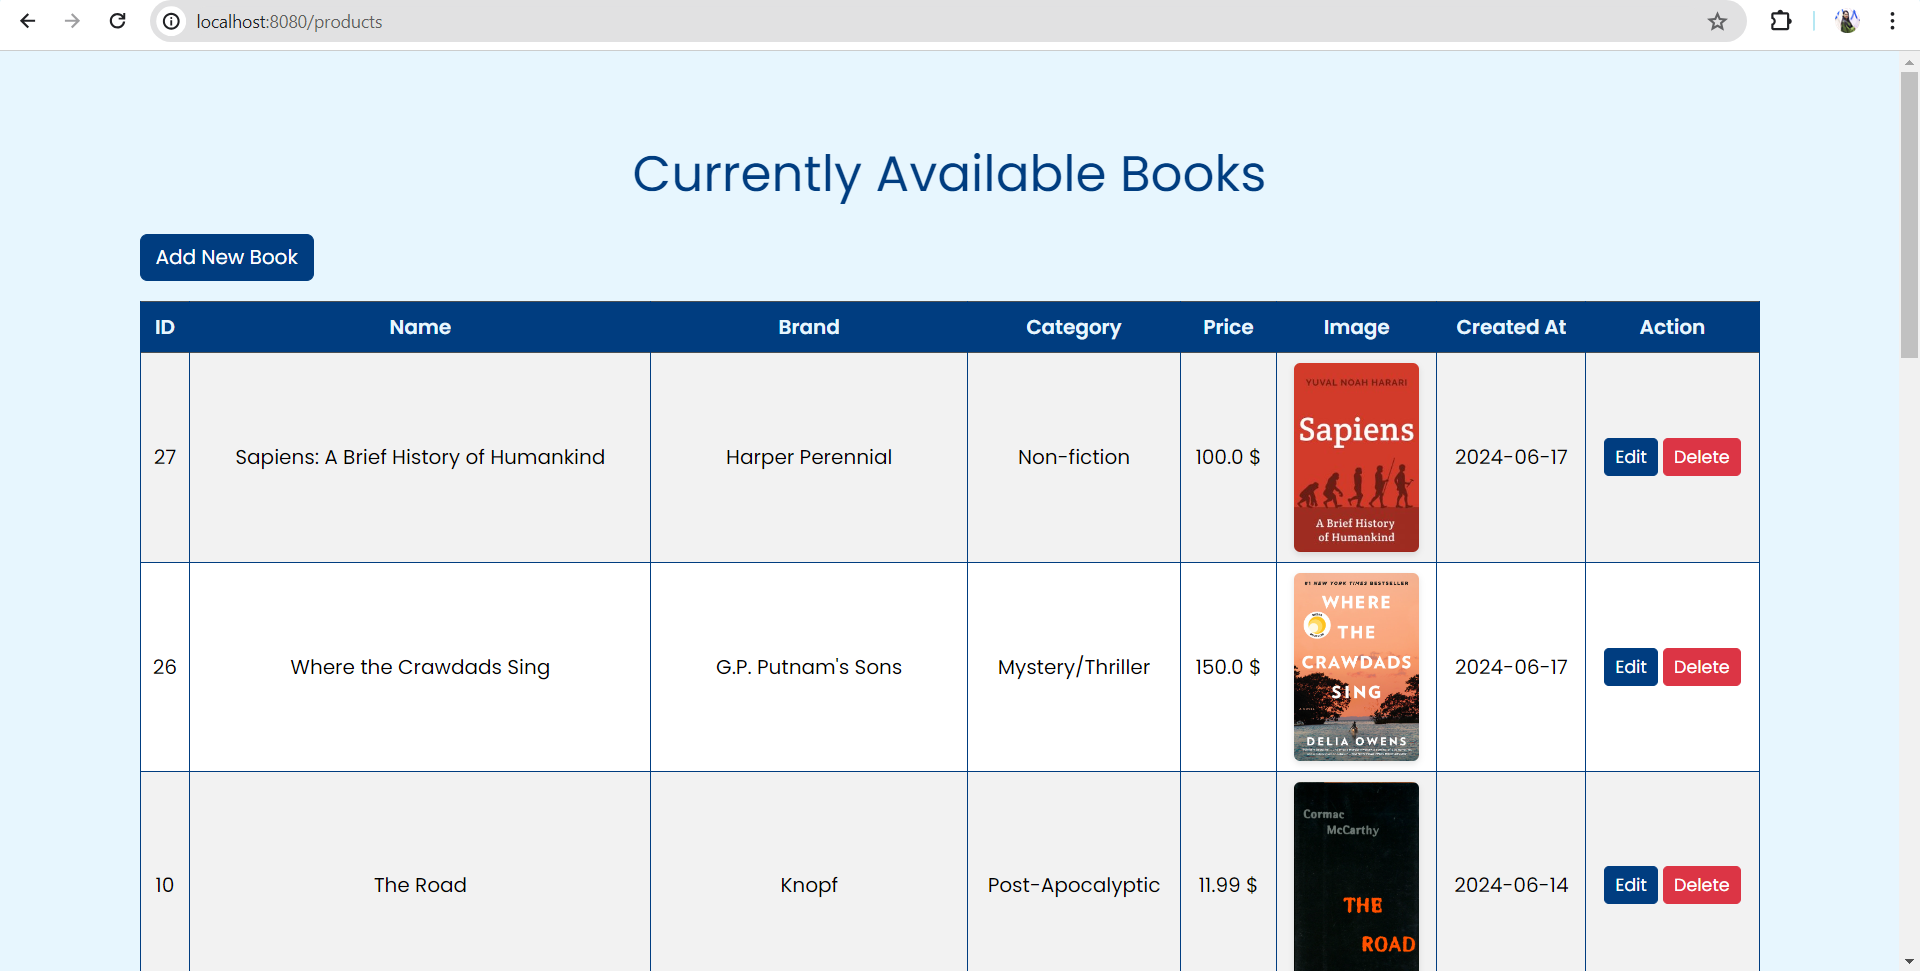 localhost:8080/products
Currently Available Books
Add New Book
ID Name Brand Category Price Image Created At Action
27 Sapiens: A Brief History of Humankind Harper Perennial Non-fiction 100.0 $ 2024-06-17 Edit Delete
YUVAL NOAH HARARI
Sapiens
A Brief History
of Humankind
26 Where the Crawdads Sing G.P. Putnam's Sons Mystery/Thriller 150.0 $ 2024-06-17 Edit Delete
#1 NEW YORK TIMES BESTSELLER
WHERE
THE
CRAWDADS
SING
A NOVEL
DELIA OWENS
10 The Road Knopf Post-Apocalyptic 11.99 $ 2024-06-14 Edit Delete
Cormac
McCarthy
THE
ROAD